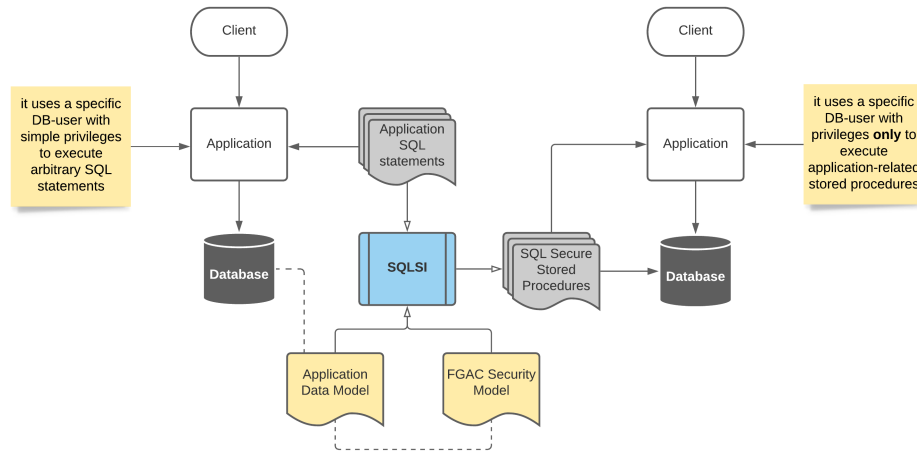 Client
Client
it uses a specific
DB-user with
simple privileges
to execute
arbitrary SQL
statements
Application
Application
SQL
statements
Application
it uses a specific
DB-user with
privileges only to
execute
application-related
stored procedures
Database
SQLSI
SQL Secure
Stored
Procedures
Database
Application
Data Model
FGAC Security
Model